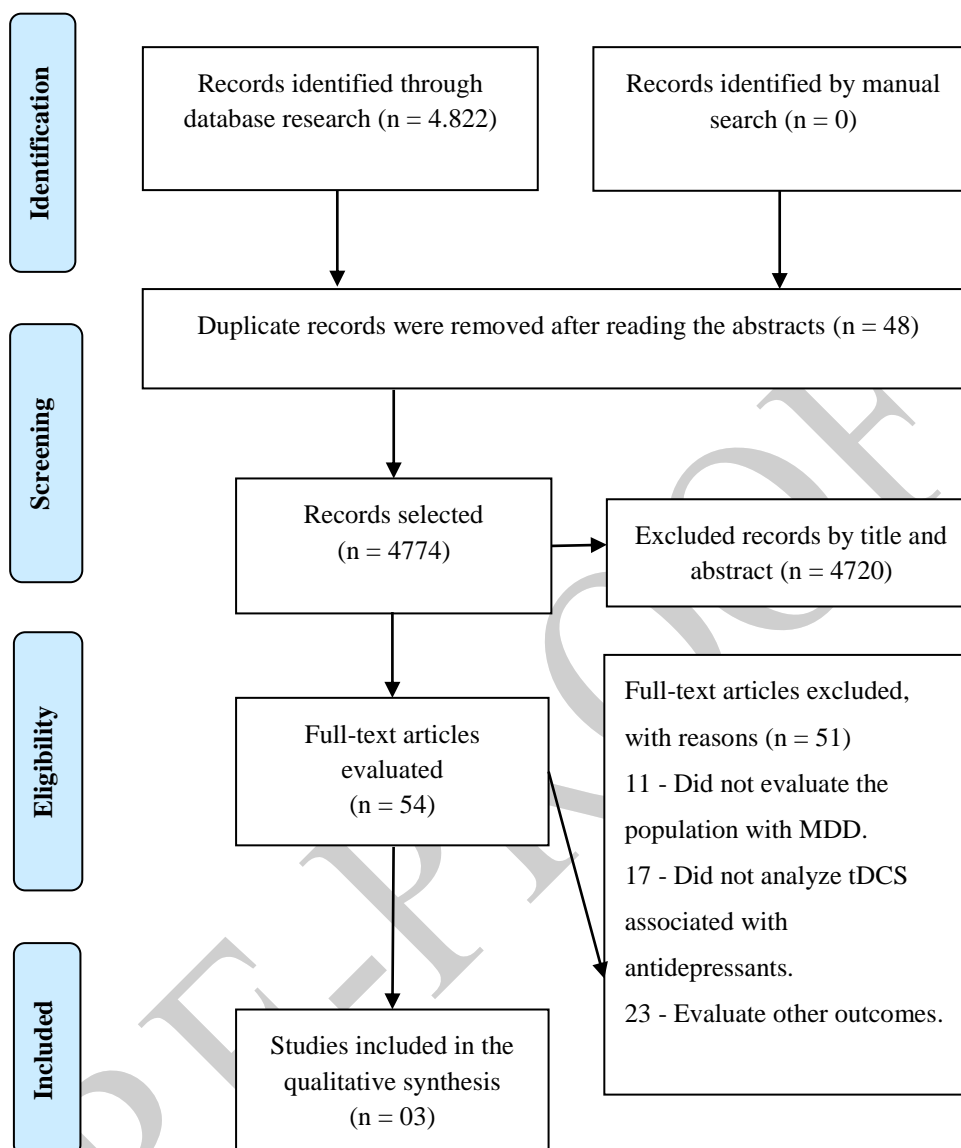 Identification
Records identified through
database research (n = 4.822)
Records identified by manual
search (n = 0)
Duplicate records were removed after reading the abstracts (n = 48)
Screening
Records selected
(n = 4774)
Excluded records by title and
abstract (n = 4720)
Eligibility
Full-text articles
evaluated
(n = 54)
Full-text articles excluded,
with reasons (n = 51)
11 - Did not evaluate the
population with MDD.
17 - Did not analyze tDCS
associated with
antidepressants.
23 - Evaluate other outcomes.
Included
Studies included in the
qualitative synthesis
(n = 03)
PRE-PROOF